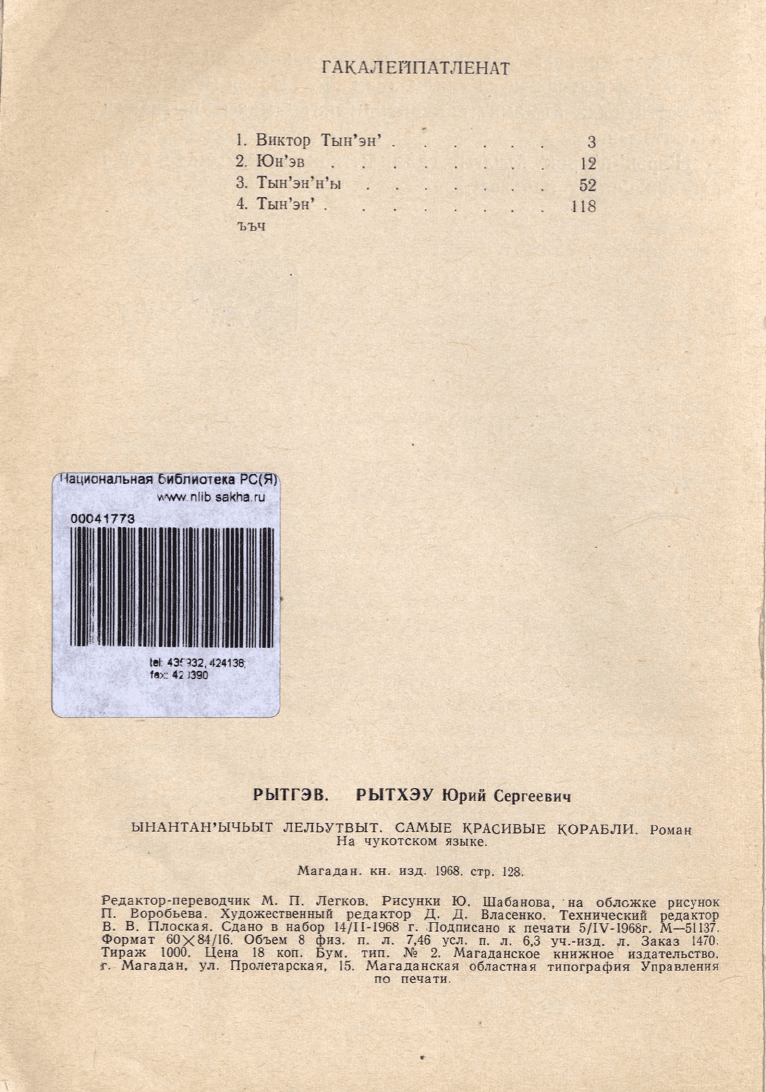 ГАКАЛЕЙПАТЛЕНАТ
1. Виктор Тын’эн’ . . . . . . 3
2. Юн’эв . . . . . . . . 12
3. Тын’эн’н’ы . . . . . . . 52
4. Тын’эн’ . . . . . . . . 118
ъъч
Национальная библиотека РС(Я)
www.nlib.sakha.ru
00041773
tel: 424138;
fax:
РЫТГЭВ. РЫТХЭУ Юрий Сергеевич
ЫНАНТАН’ЫЧЬЫТ ЛЕЛЬУТВЫТ. САМЫЕ КРАСИВЫЕ КОРАБЛИ. Роман
На чукотском языке.
Магадан. кн. изд. 1968. стр. 128.
Редактор-переводчик М. П. Легков. Рисунки Ю. Шабанова, на обложке рисунок
П. Воробьева. Художественный редактор Д. Д. Власенко. Технический редактор
В. В. Плоская. Сдано в набор 14/II-1968 г. Подписано к печати 5/IV-1968г. М—51137.
Формат 60×84/16. Объем 8 физ. п. л. 7,46 усл. п. л. 6,3 уч.-изд. л. Заказ 1470.
Тираж 1000. Цена 18 коп. Бум. тип. № 2. Магаданское книжное издательство,
г. Магадан, ул. Пролетарская, 15. Магаданская областная типография Управления
по печати.